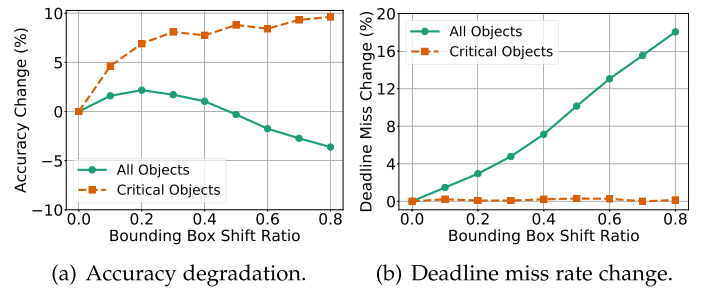 Accuracy Change (%)
10
5
0
−5
−10
All Objects
Critical Objects
0.0 0.2 0.4 0.6 0.8
Bounding Box Shift Ratio
(a) Accuracy degradation.
Deadline Miss Change (%)
20
16
12
8
4
0
All Objects
Critical Objects
0.0 0.2 0.4 0.6 0.8
Bounding Box Shift Ratio
(b) Deadline miss rate change.